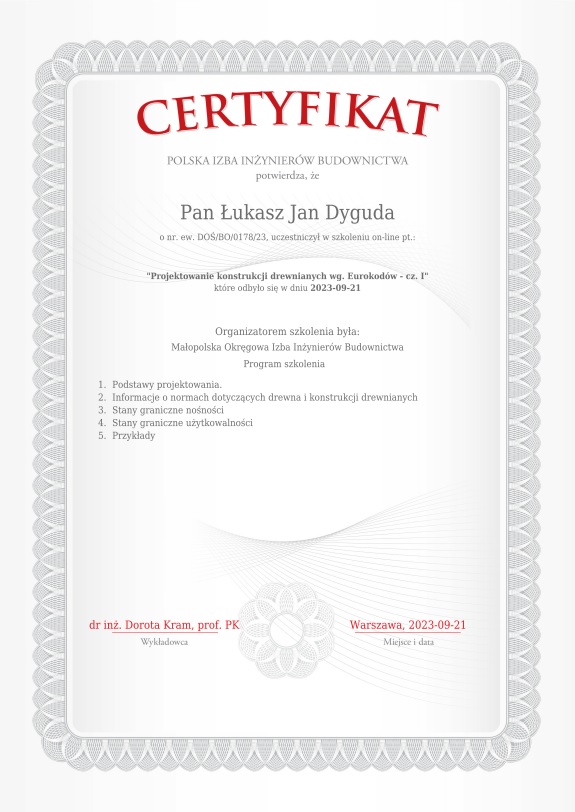 CERTYFIKAT
POLSKA IZBA INŻYNIERÓW BUDOWNICTWA
potwierdza, że
Pan Łukasz Jan Dyguda
o nr. ew. DOŚ/BO/0178/23, uczestniczył w szkoleniu on-line pt.:
"Projektowanie konstrukcji drewnianych wg. Eurokodów - cz. I"
które odbyło się w dniu 2023-09-21
Organizatorem szkolenia była:
Małopolska Okręgowa Izba Inżynierów Budownictwa
Program szkolenia
1. Podstawy projektowania.
2. Informacje o normach dotyczących drewna i konstrukcji drewnianych
3. Stany graniczne nośności
4. Stany graniczne użytkowalności
5. Przykłady
dr inż. Dorota Kram, prof. PK
Wykładowca
Warszawa, 2023-09-21
Miejsce i data